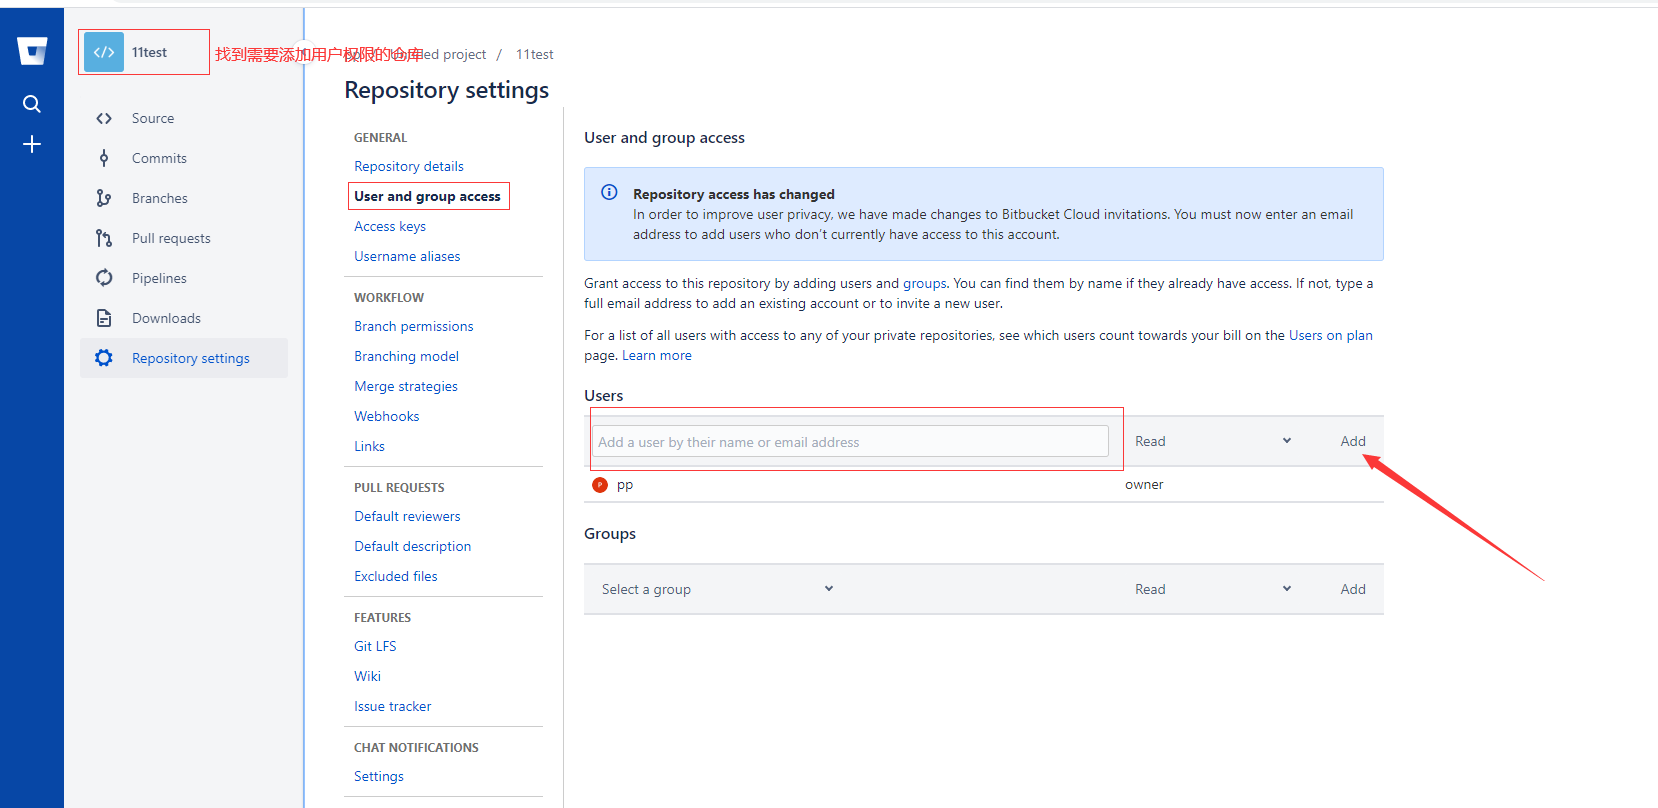 11test
找到需要添加用户权限的仓库
led project / 11test
Source
Commits
Branches
Pull requests
Pipelines
Downloads
Repository settings
Repository settings
GENERAL
Repository details
User and group access
Access keys
Username aliases
WORKFLOW
Branch permissions
Branching model
Merge strategies
Webhooks
Links
PULL REQUESTS
Default reviewers
Default description
Excluded files
FEATURES
Git LFS
Wiki
Issue tracker
CHAT NOTIFICATIONS
Settings
User and group access
Repository access has changed
In order to improve user privacy, we have made changes to Bitbucket Cloud invitations. You must now enter an email
address to add users who don't currently have access to this account.
Grant access to this repository by adding users and groups. You can find them by name if they already have access. If not, type a
full email address to add an existing account or to invite a new user.
For a list of all users with access to any of your private repositories, see which users count towards your bill on the Users on plan
page. Learn more
Users
Add a user by their name or email address Read Add
P pp owner
Groups
Select a group Read Add